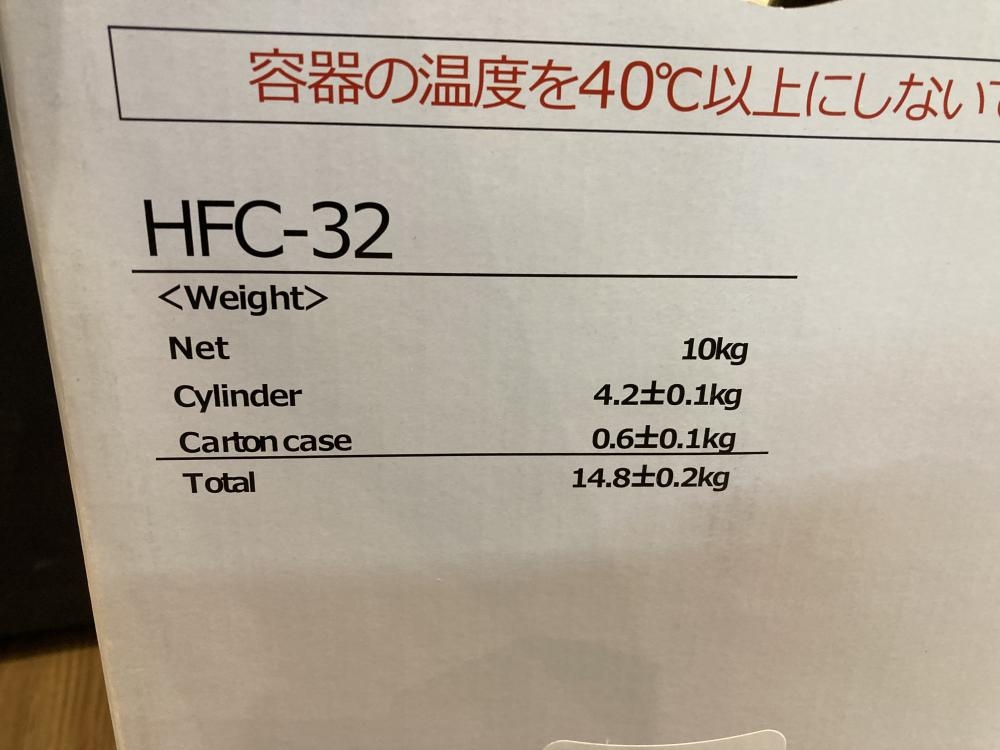 容器の温度を40℃以上にしない
HFC-32
<Weight>
Net 10kg
Cylinder 4.2±0.1kg
Carton case 0.6±0.1kg
Total 14.8±0.2kg